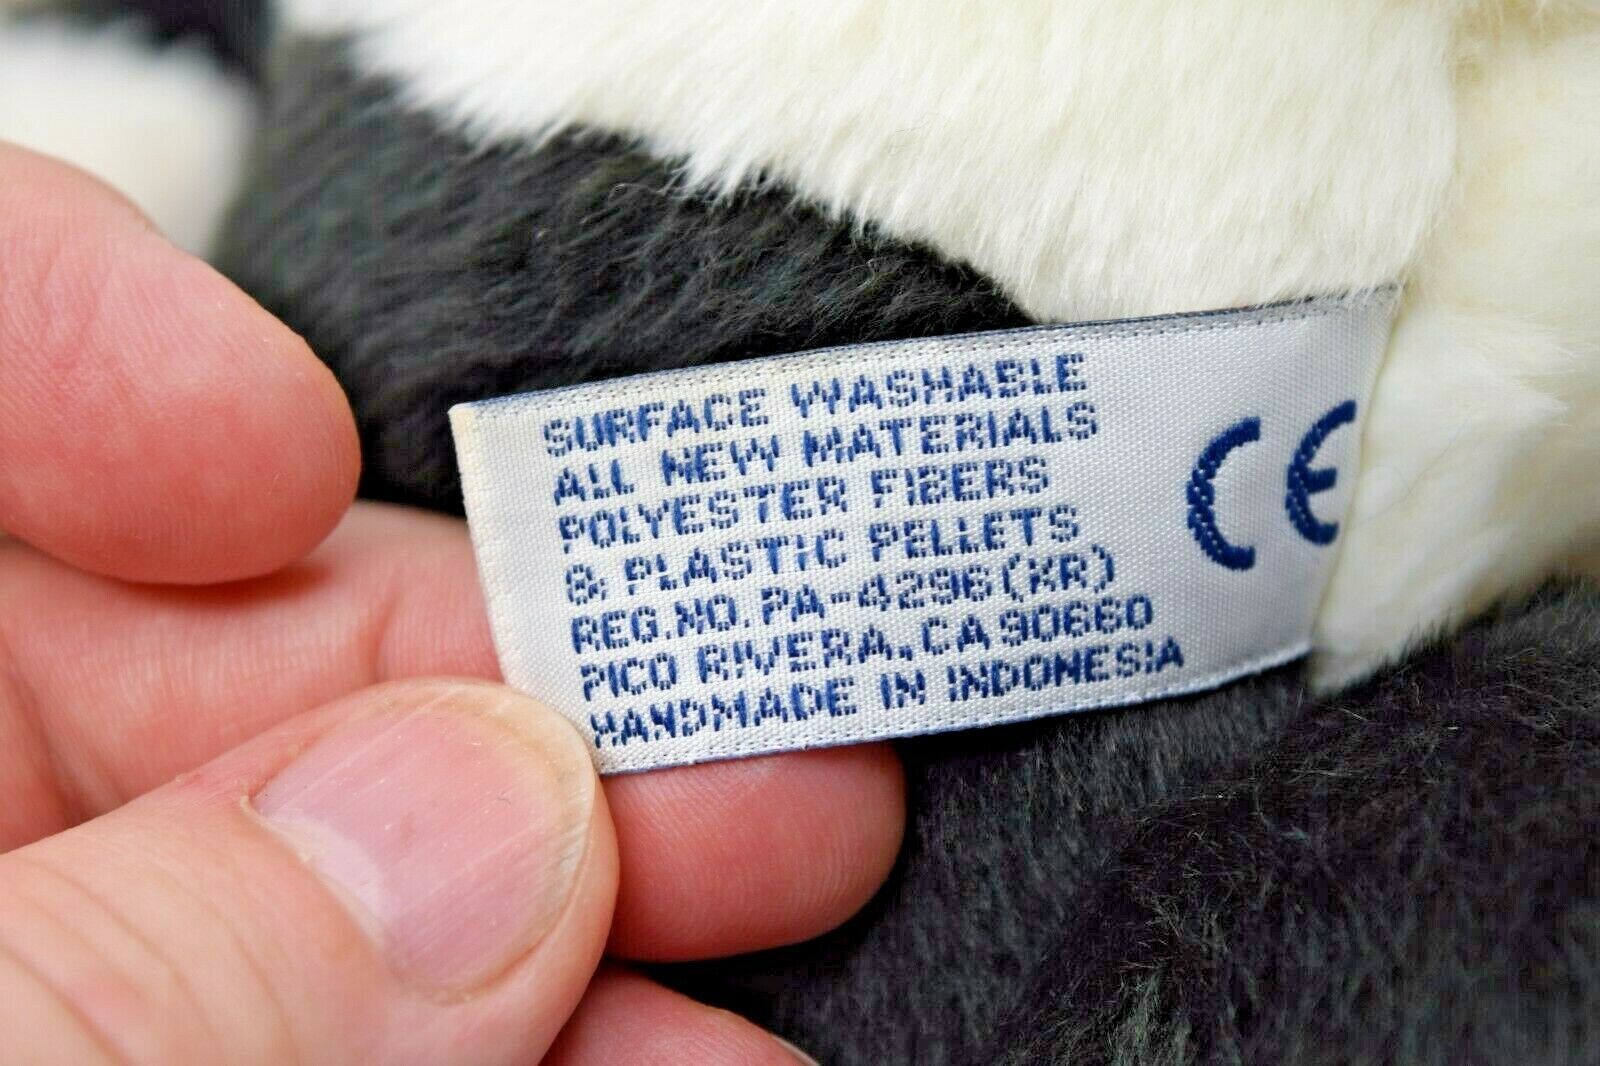 SURFACE WASHABLE
ALL NEW MATERIALS
POLYESTER FIBERS
& PLASTIC PELLETS
REG.NO. PA-4296(KR)
PICO RIVERA, CA 90660
HANDMADE IN INDONESIA
CE